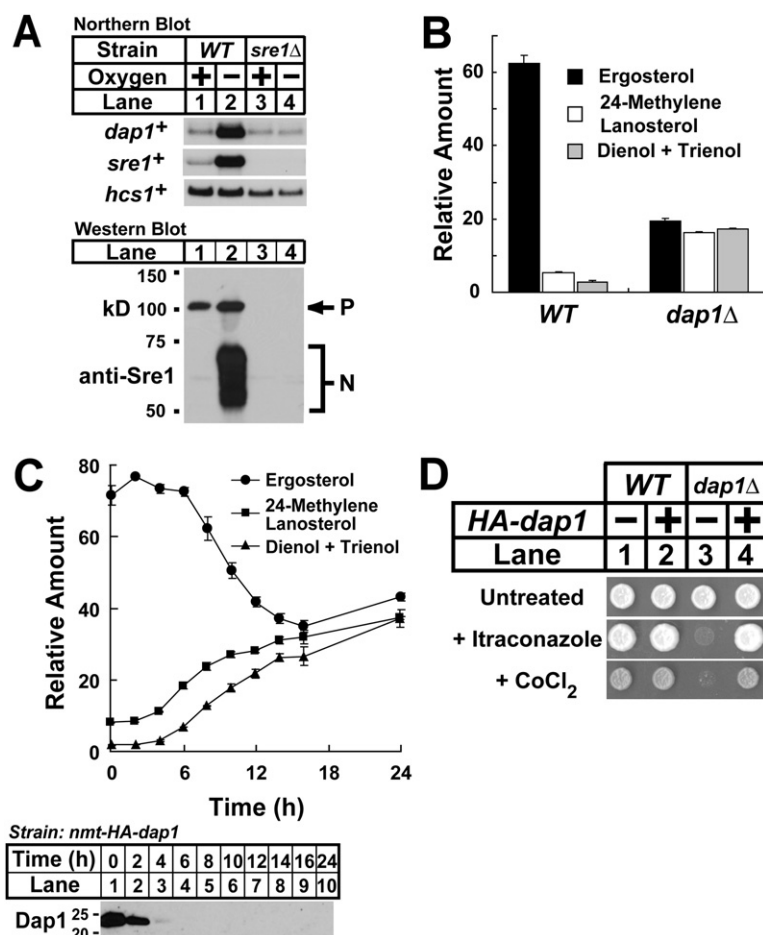 A
Northern Blot
Strain WT sre1Δ
Oxygen + − + −
Lane 1 2 3 4
dap1+
sre1+
hcs1+
Western Blot
Lane 1 2 3 4
150
kD 100 P
75
anti-Sre1 N
50
B
Relative Amount
60
40
20
0
Ergosterol
24-Methylene
Lanosterol
Dienol + Trienol
WT dap1Δ
C
Relative Amount
80
60
40
20
0
Ergosterol
24-Methylene
Lanosterol
Dienol + Trienol
0 6 12 18 24
Time (h)
Strain: nmt-HA-dap1
Time (h) 0 2 4 6 8 10 12 14 16 24
Lane 1 2 3 4 5 6 7 8 9 10
Dap1 25
20
D
WT dap1Δ
HA-dap1 − + − +
Lane 1 2 3 4
Untreated
+ Itraconazole
+ CoCl2